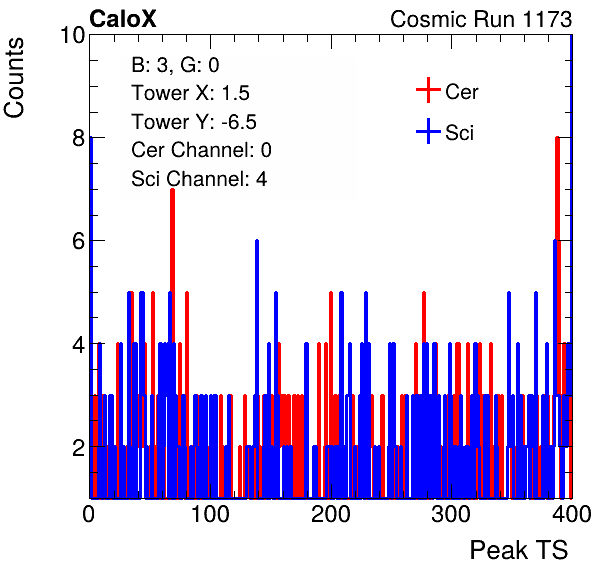 CaloX Cosmic Run 1173
Counts
B: 3, G: 0
Tower X: 1.5
Tower Y: -6.5
Cer Channel: 0
Sci Channel: 4
Cer
Sci
10
8
6
4
2
0 100 200 300 400
Peak TS